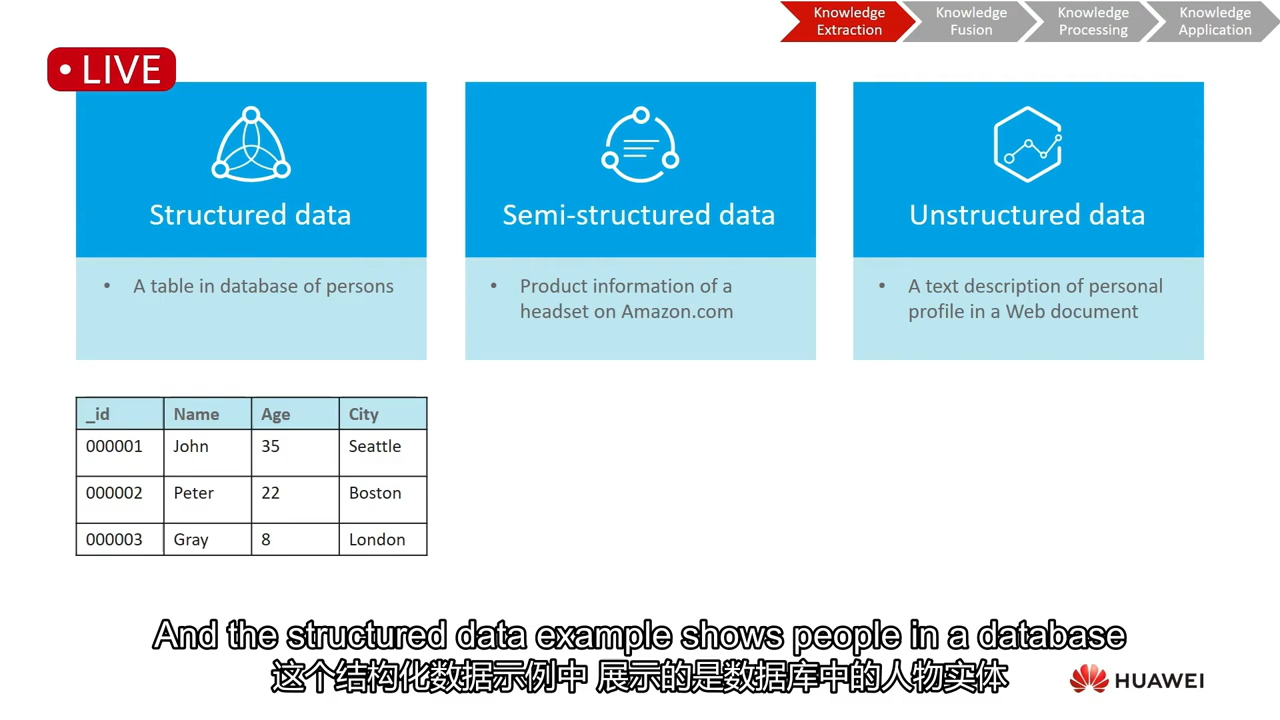 Knowledge Extraction
Knowledge Fusion
Knowledge Processing
Knowledge Application
• LIVE
Structured data
Semi-structured data
Unstructured data
• A table in database of persons
• Product information of a
headset on Amazon.com
• A text description of personal
profile in a Web document
_id Name Age City
000001 John 35 Seattle
000002 Peter 22 Boston
000003 Gray 8 London
And the structured data example shows people in a database
这个结构化数据示例中 展示的是数据库中的人物实体
HUAWEI